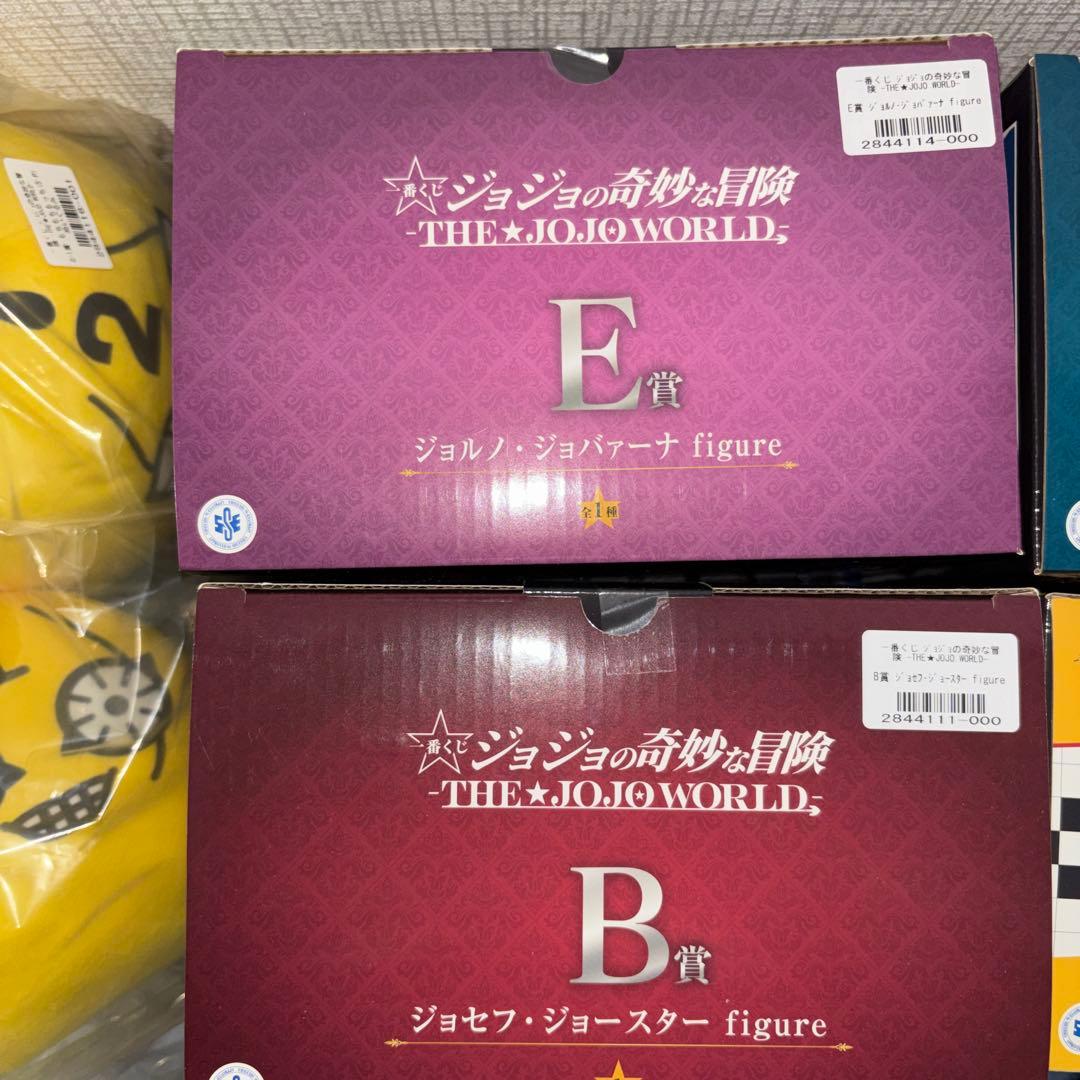 一番くじ ジョジョの奇妙な冒
険 -THE★JOJO WORLD-
E賞 ジョルノ・ジョバァーナ figure
2844114-000
一番くじ ジョジョの奇妙な冒険
-THE★JOJO WORLD-
E賞
ジョルノ・ジョバァーナ figure
全1種
2
一番くじ ジョジョの奇妙な冒
険 -THE★JOJO WORLD-
B賞 ジョセフ・ジョースター figure
2844111-000
一番くじ ジョジョの奇妙な冒険
-THE★JOJO WORLD-
B賞
ジョセフ・ジョースター figure